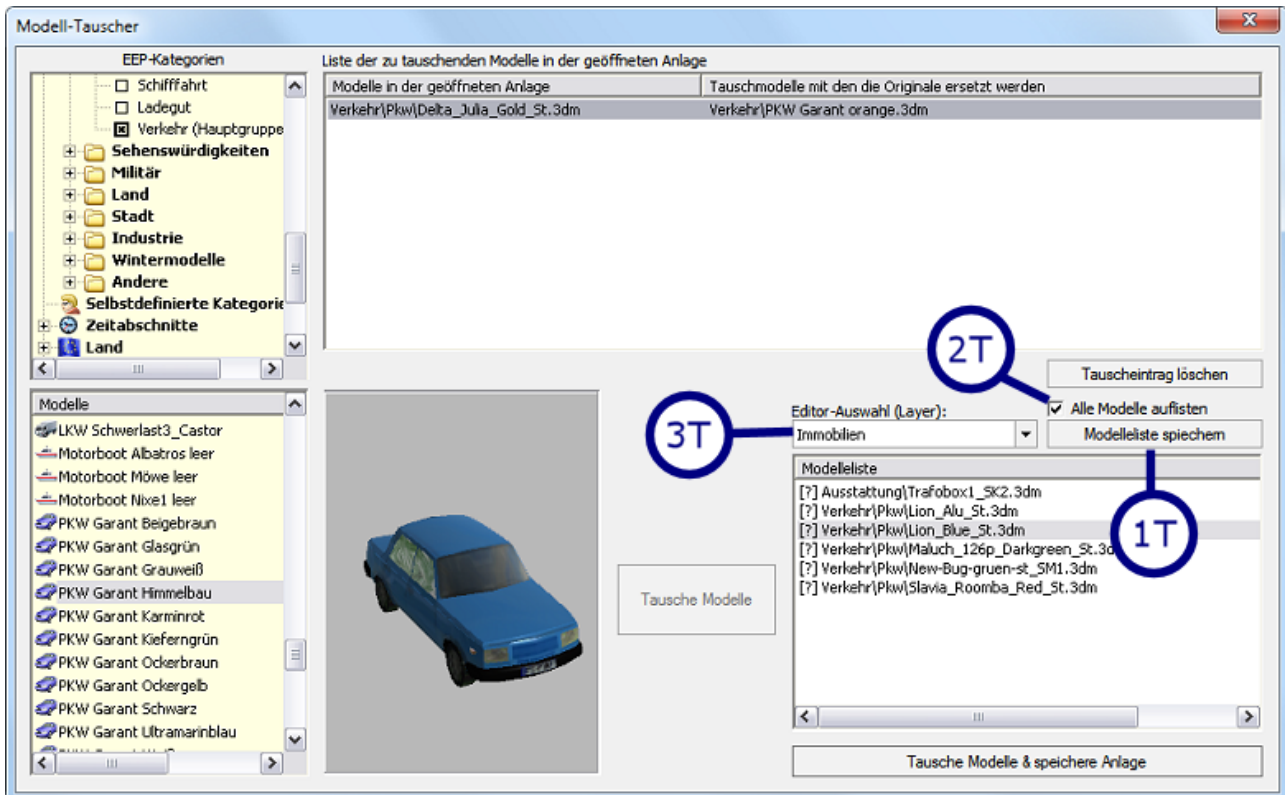 Modell-Tauscher
EEP-Kategorien
Schifffahrt
Ladegut
Verkehr (Hauptgruppe
Sehenswürdigkeiten
Militär
Land
Stadt
Industrie
Wintermodelle
Andere
Selbstdefinierte Kategorie
Zeitabschnitte
Land
Liste der zu tauschenden Modelle in der geöffneten Anlage
Modelle in der geöffneten Anlage Tauschmodelle mit den die Originale ersetzt werden
Verkehr\Pkw\Delta_Julia_Gold_St.3dm Verkehr\PKW Garant orange.3dm
Modelle
LKW Schwerlast3_Castor
Motorboot Albatros leer
Motorboot Möwe leer
Motorboot Nixe1 leer
PKW Garant Beigebraun
PKW Garant Glasgrün
PKW Garant Grauweiß
PKW Garant Himmelbau
PKW Garant Karminrot
PKW Garant Kieferngrün
PKW Garant Ockerbraun
PKW Garant Ockergelb
PKW Garant Schwarz
PKW Garant Ultramarinblau
Tausche Modelle
2T
Tauscheintrag löschen
Alle Modelle auflisten
3T
Editor-Auswahl (Layer):
Immobilien
Modelleliste spiechern
1T
Modelleliste
[?] Ausstattung\Trafobox1_SK2.3dm
[?] Verkehr\Pkw\Lion_Alu_St.3dm
[?] Verkehr\Pkw\Lion_Blue_St.3dm
[?] Verkehr\Pkw\Maluch_126p_Darkgreen_St.3d
[?] Verkehr\Pkw\New-Bug-gruen-st_SM1.3dm
[?] Verkehr\Pkw\Slavia_Roomba_Red_St.3dm
Tausche Modelle & speichere Anlage